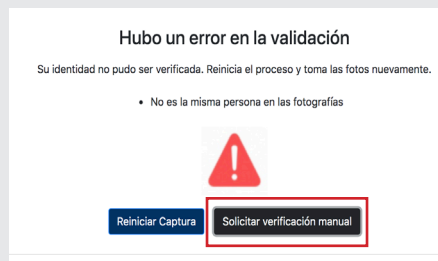 Hubo un error en la validación
Su identidad no pudo ser verificada. Reinicia el proceso y toma las fotos nuevamente.
• No es la misma persona en las fotografías
Reiniciar Captura
Solicitar verificación manual